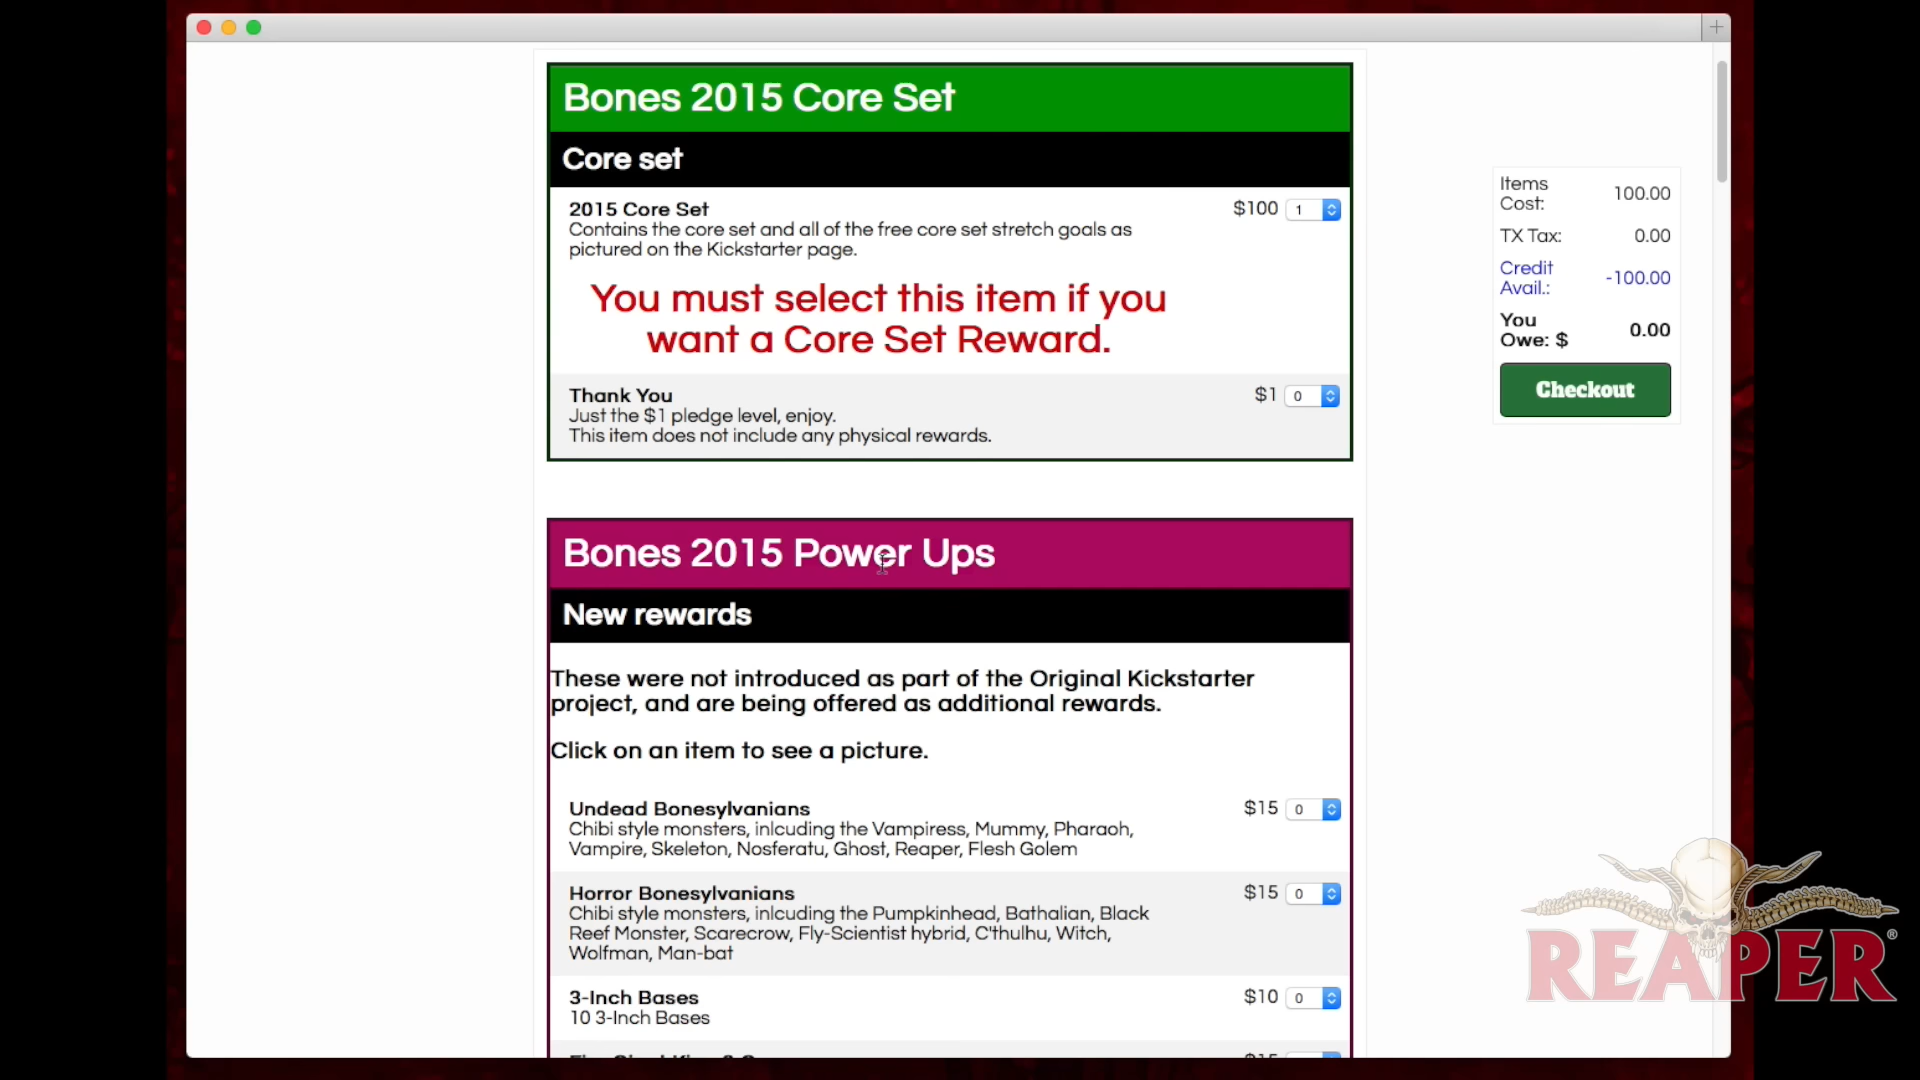 Bones 2015 Core Set
Core set
2015 Core Set $100 1
Contains the core set and all of the free core set stretch goals as
pictured on the Kickstarter page.
You must select this item if you
want a Core Set Reward.
Thank You $1 0
Just the $1 pledge level, enjoy.
This item does not include any physical rewards.
Bones 2015 Power Ups
New rewards
These were not introduced as part of the Original Kickstarter
project, and are being offered as additional rewards.
Click on an item to see a picture.
Undead Bonesylvanians $15 0
Chibi style monsters, inlcuding the Vampiress, Mummy, Pharaoh,
Vampire, Skeleton, Nosferatu, Ghost, Reaper, Flesh Golem
Horror Bonesylvanians $15 0
Chibi style monsters, inlcuding the Pumpkinhead, Bathalian, Black
Reef Monster, Scarecrow, Fly-Scientist hybrid, C'thulhu, Witch,
Wolfman, Man-bat
3-Inch Bases $10 0
10 3-Inch Bases
Items
Cost: 100.00
TX Tax: 0.00
Credit
Avail.: -100.00
You
Owe: $ 0.00
Checkout
REAPER®